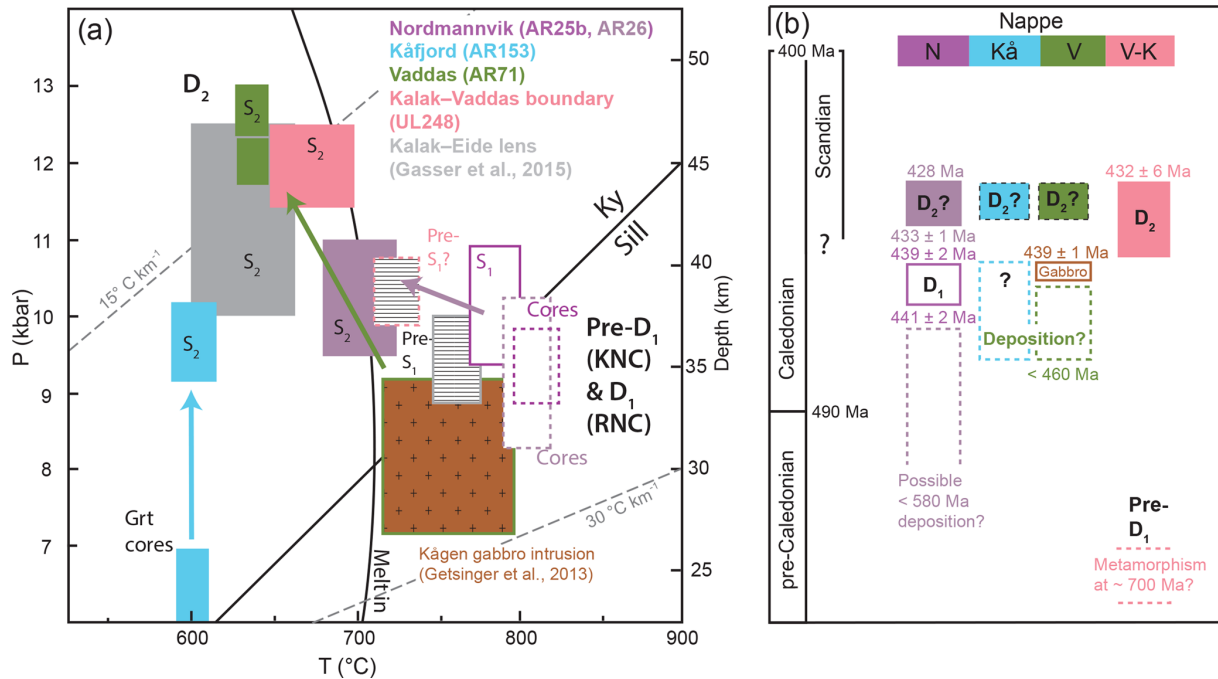 (a)
Nordmannvik (AR25b, AR26)
Kåfjord (AR153)
Vaddas (AR71)
Kalak–Vaddas boundary
(UL248)
Kalak–Eide lens
(Gasser et al., 2015)
D2
S2
S2
S2
S2
S2
S2
15° C km-1
Ky
Sill
Pre-
S1?
S1
Cores
Pre-
S1
Pre-D1
(KNC)
& D1
(RNC)
Cores
30 °C km-1
Grt
cores
Kågen gabbro intrusion
(Getsinger et al., 2013)
Meltin
P (kbar)
13
12
11
10
9
8
7
600
700
800
900
T (°C)
50
45
40
35
30
25
Depth (km)
(b)
Nappe
N
Kå
V
V-K
400 Ma
Scandian
?
Caledonian
490 Ma
pre-Caledonian
428 Ma
432 ± 6 Ma
D2?
D2?
D2?
D2
433 ± 1 Ma
439 ± 2 Ma
439 ± 1 Ma
D1
?
Gabbro
441 ± 2 Ma
Deposition?
< 460 Ma
Possible
< 580 Ma
deposition?
Pre-
D1
Metamorphism
at ~ 700 Ma?